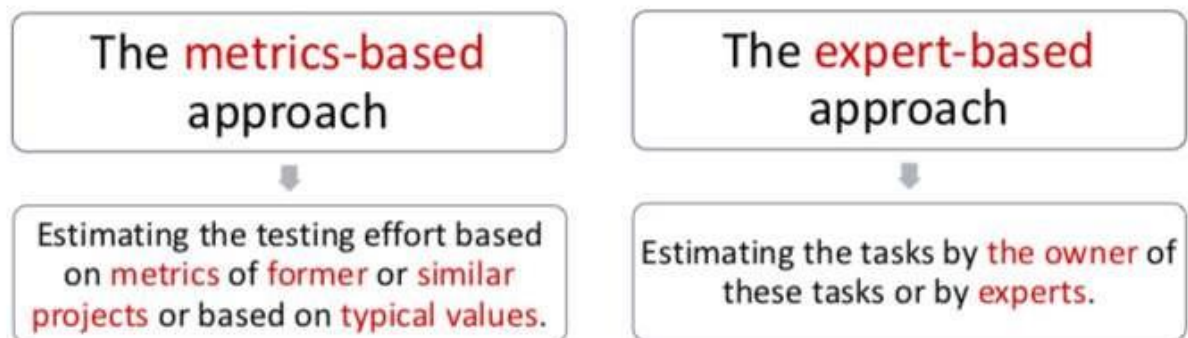 The metrics-based
approach
Estimating the testing effort based
on metrics of former or similar
projects or based on typical values.
The expert-based
approach
Estimating the tasks by the owner of
these tasks or by experts.